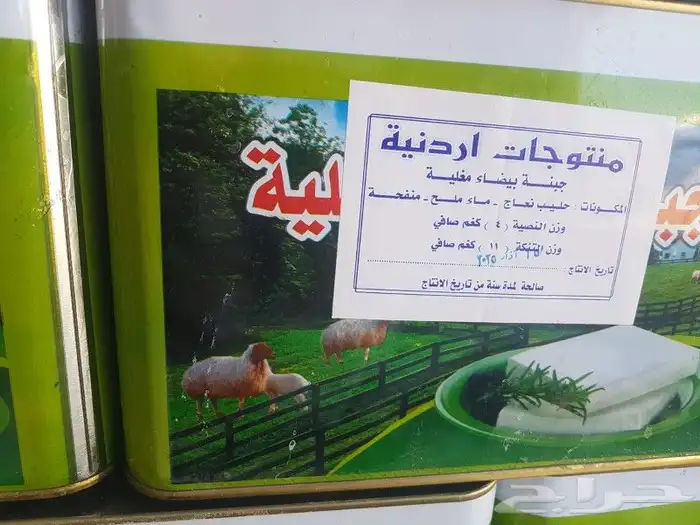 منتوجات اردنية
جبنة بيضاء مغلية
المكونات : حليب نعاج - ماء ملح - منفحة
وزن النصية ( ٤ ) كغم صافي
وزن التنكة ( ١١ ) كغم صافي
تاريخ الانتاج : آذار ٢٠٢٥
صالحة لمدة سنة من تاريخ الانتاج
حراج